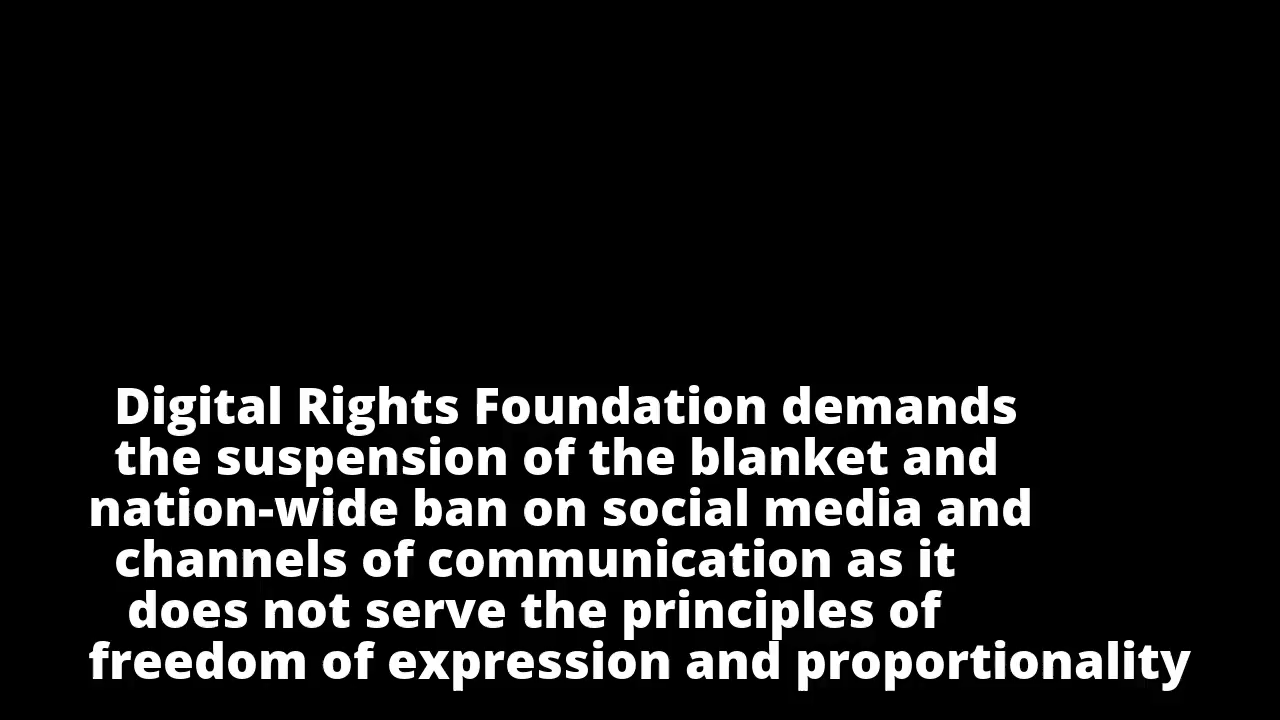 Digital Rights Foundation demands
the suspension of the blanket and
nation-wide ban on social media and
channels of communication as it
does not serve the principles of
freedom of expression and proportionality